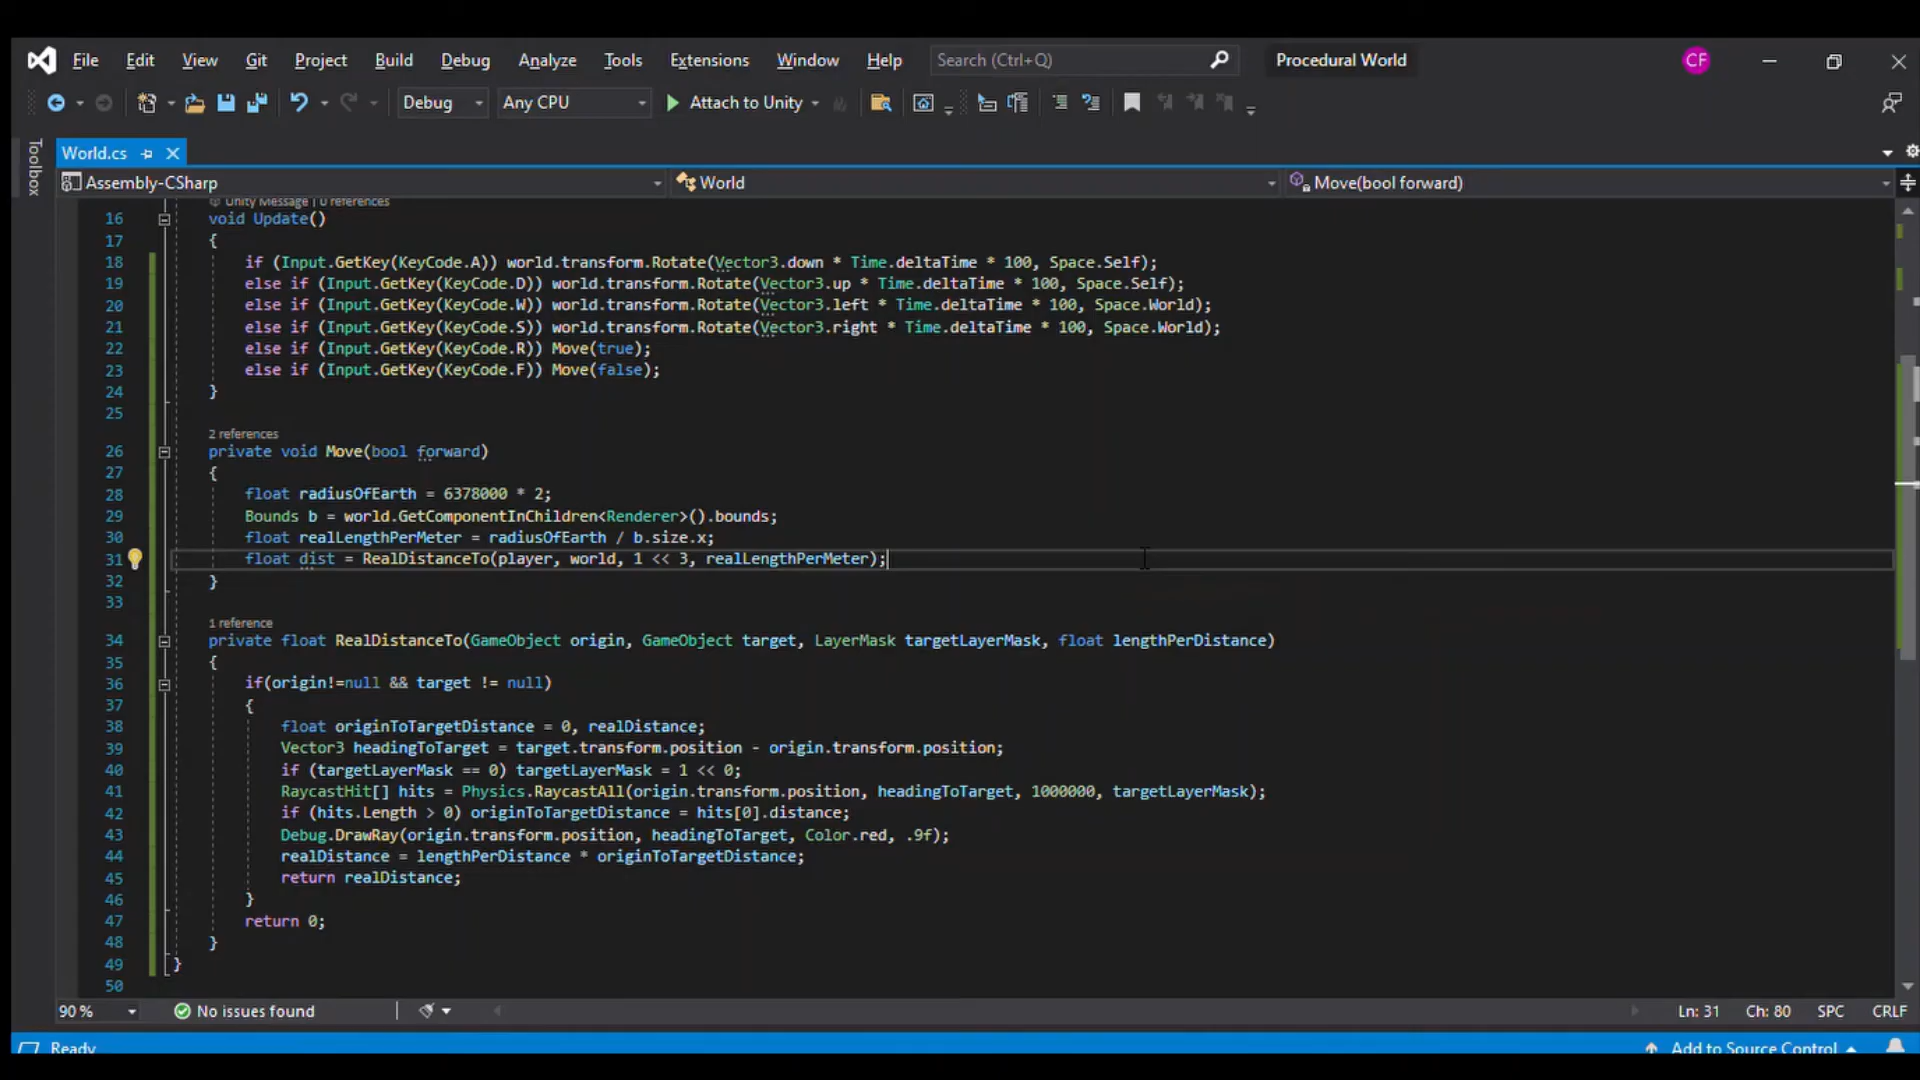 File Edit View Git Project Build Debug Analyze Tools Extensions Window Help Search (Ctrl+Q) Procedural World CF
Debug Any CPU Attach to Unity
Toolbox
World.cs
Assembly-CSharp World Move(bool forward)
Unity Message | 0 references
16 void Update()
17 {
18 if (Input.GetKey(KeyCode.A)) world.transform.Rotate(Vector3.down * Time.deltaTime * 100, Space.Self);
19 else if (Input.GetKey(KeyCode.D)) world.transform.Rotate(Vector3.up * Time.deltaTime * 100, Space.Self);
20 else if (Input.GetKey(KeyCode.W)) world.transform.Rotate(Vector3.left * Time.deltaTime * 100, Space.World);
21 else if (Input.GetKey(KeyCode.S)) world.transform.Rotate(Vector3.right * Time.deltaTime * 100, Space.World);
22 else if (Input.GetKey(KeyCode.R)) Move(true);
23 else if (Input.GetKey(KeyCode.F)) Move(false);
24 }
25
2 references
26 private void Move(bool forward)
27 {
28 float radiusOfEarth = 6378000 * 2;
29 Bounds b = world.GetComponentInChildren<Renderer>().bounds;
30 float realLengthPerMeter = radiusOfEarth / b.size.x;
31 float dist = RealDistanceTo(player, world, 1 << 3, realLengthPerMeter);
32 }
33
1 reference
34 private float RealDistanceTo(GameObject origin, GameObject target, LayerMask targetLayerMask, float lengthPerDistance)
35 {
36 if(origin!=null && target != null)
37 {
38 float originToTargetDistance = 0, realDistance;
39 Vector3 headingToTarget = target.transform.position - origin.transform.position;
40 if (targetLayerMask == 0) targetLayerMask = 1 << 0;
41 RaycastHit[] hits = Physics.RaycastAll(origin.transform.position, headingToTarget, 1000000, targetLayerMask);
42 if (hits.Length > 0) originToTargetDistance = hits[0].distance;
43 Debug.DrawRay(origin.transform.position, headingToTarget, Color.red, .9f);
44 realDistance = lengthPerDistance * originToTargetDistance;
45 return realDistance;
46 }
47 return 0;
48 }
49 }
50
90 % No issues found Ln: 31 Ch: 80 SPC CRLF
Ready Add to Source Control